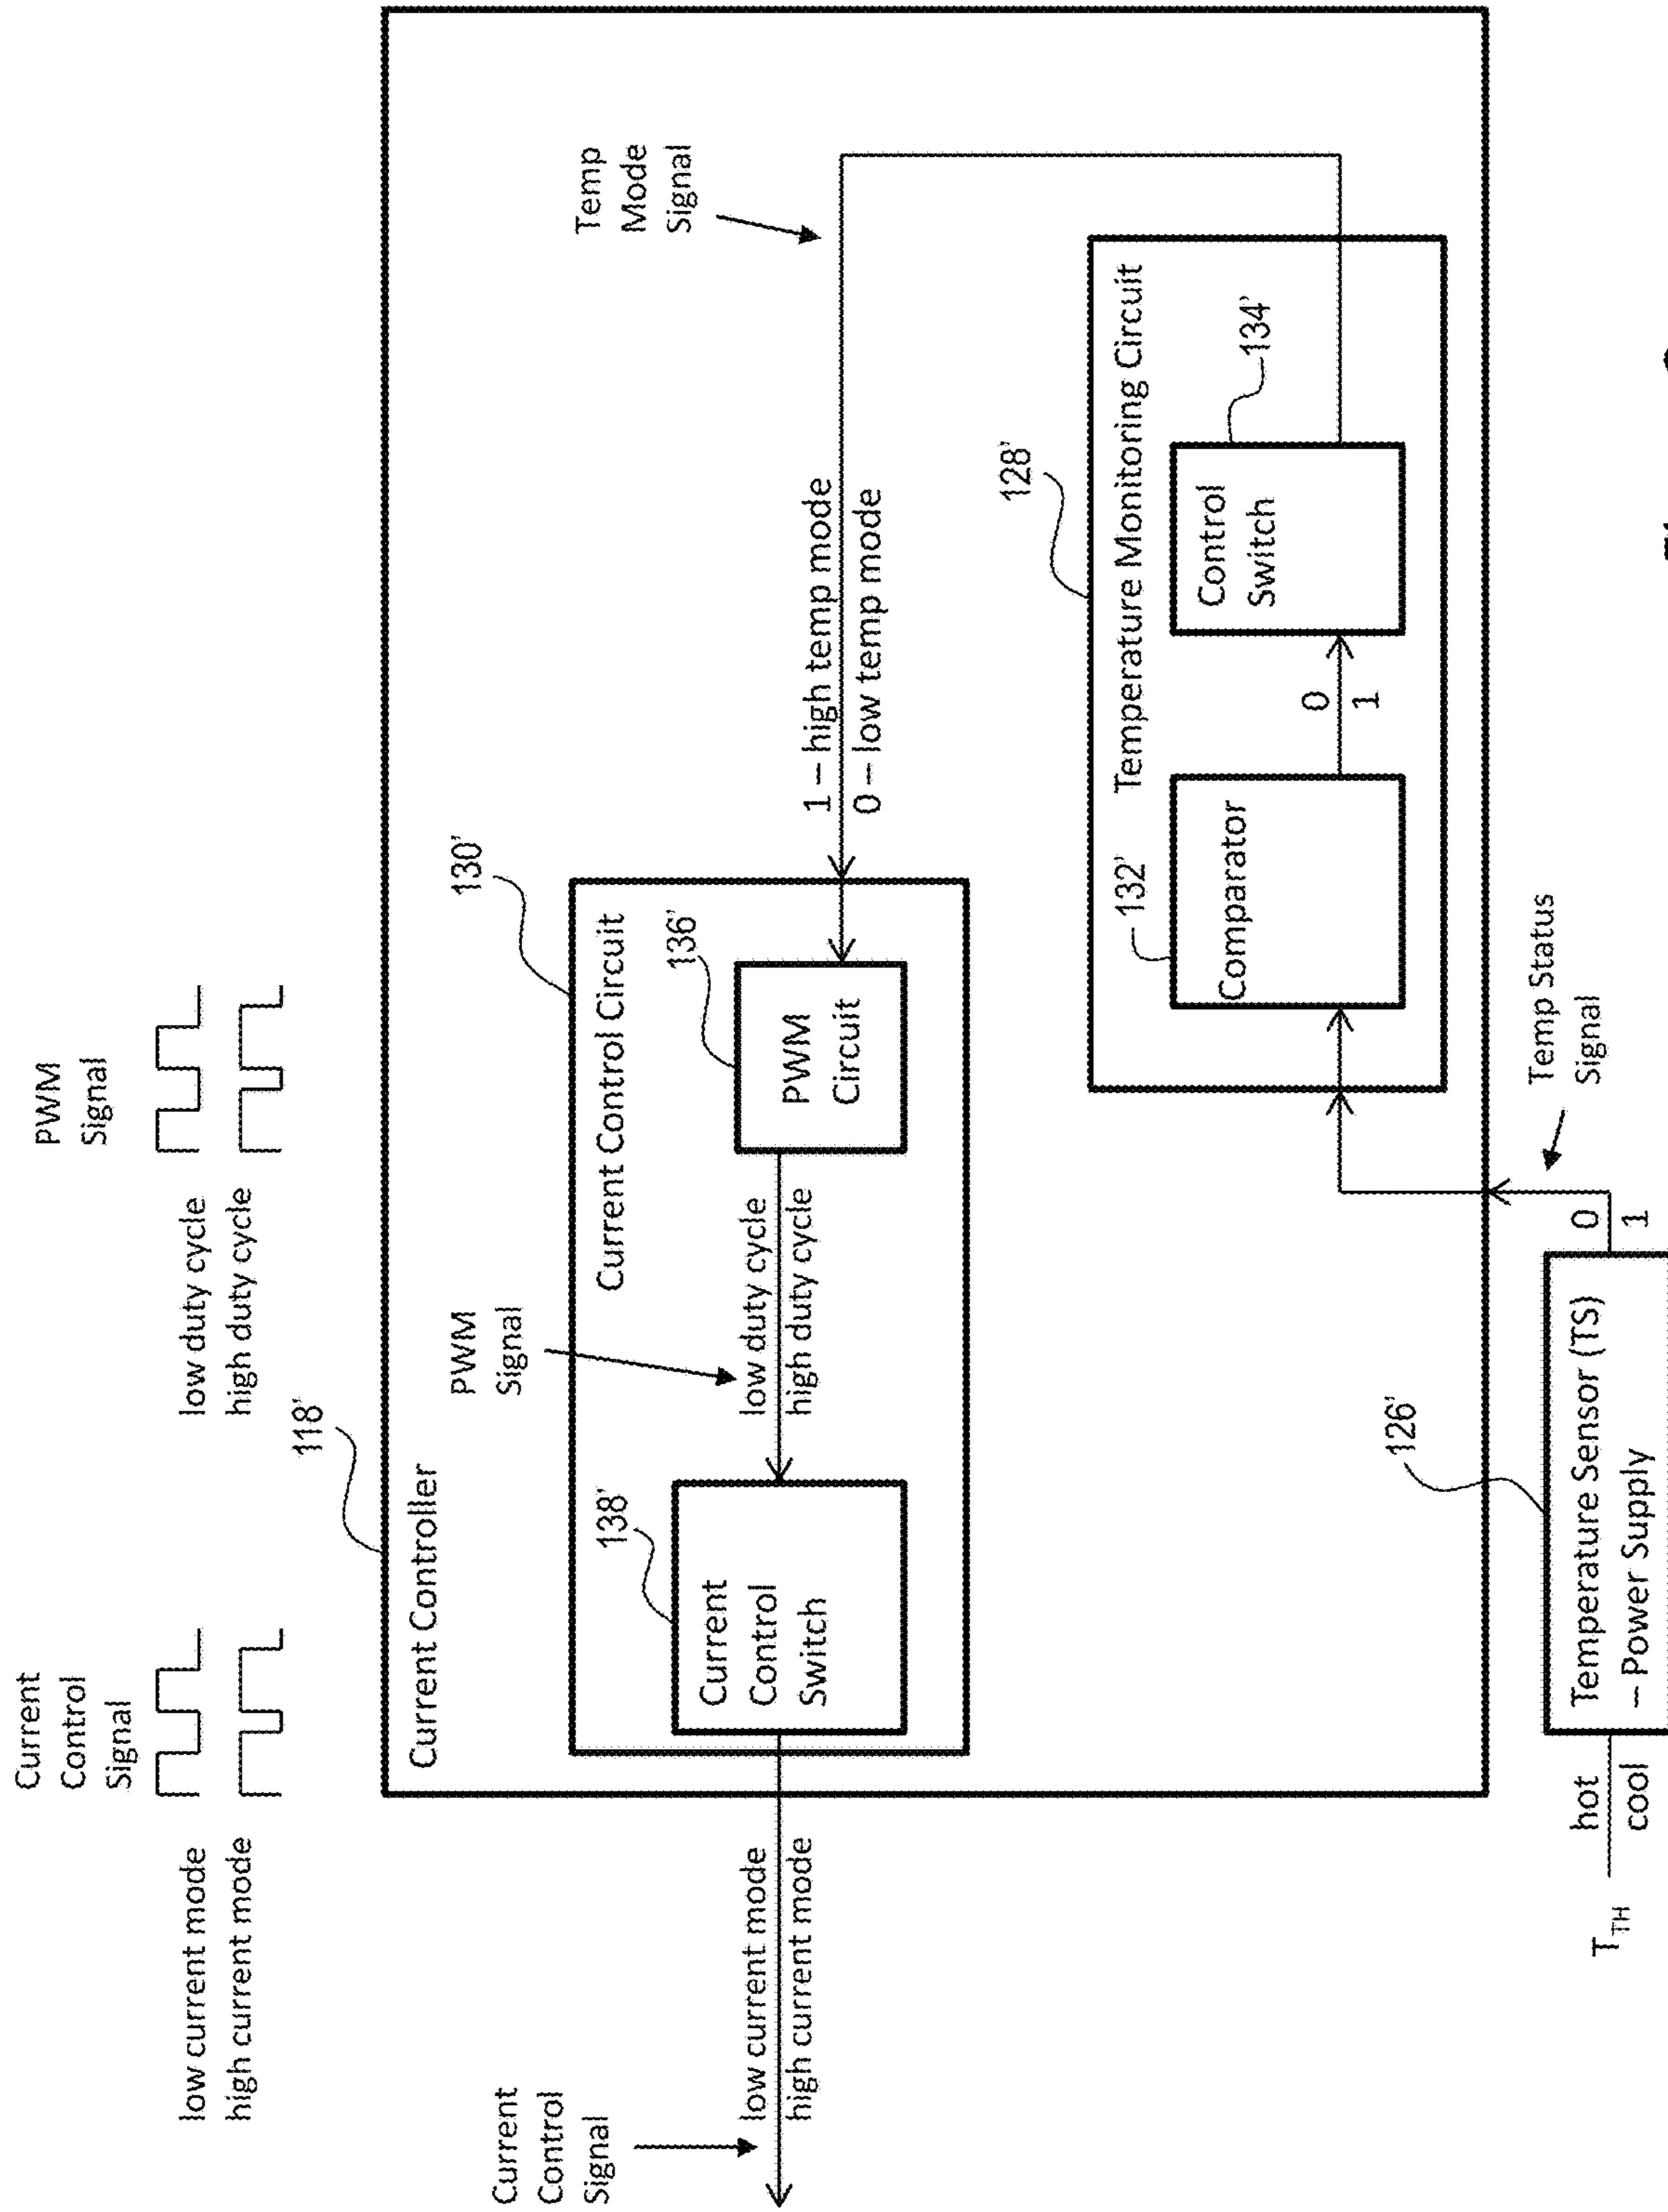 Current
Control
Signal
low current mode
high current mode
PWM
Signal
low duty cycle
high duty cycle
118'
Current Controller
Current
Control
Signal
low current mode
high current mode
130'
Current Control Circuit
138'
Current
Control
Switch
PWM
Signal
low duty cycle
high duty cycle
136'
PWM
Circuit
Temp
Mode
Signal
1 – high temp mode
0 – low temp mode
128'
Temperature Monitoring Circuit
132'
Comparator
0
1
Control
Switch
134'
Temp Status
Signal
126'
T_TH
hot
cool
Temperature Sensor (TS)
– Power Supply
0
1